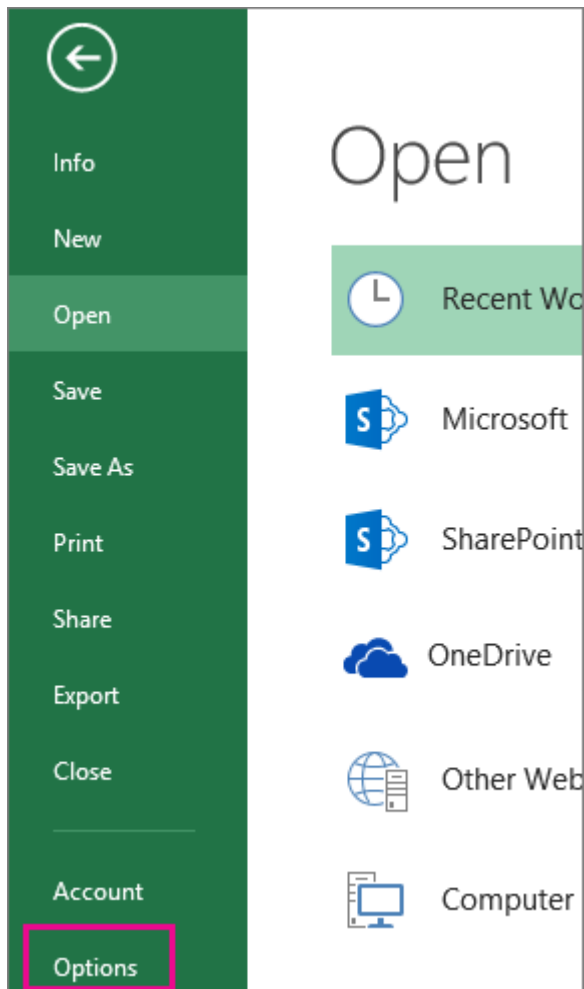 Info
New
Open
Save
Save As
Print
Share
Export
Close
Account
Options
Open
Recent Wo
S Microsoft
S SharePoint
OneDrive
Other Web
Computer